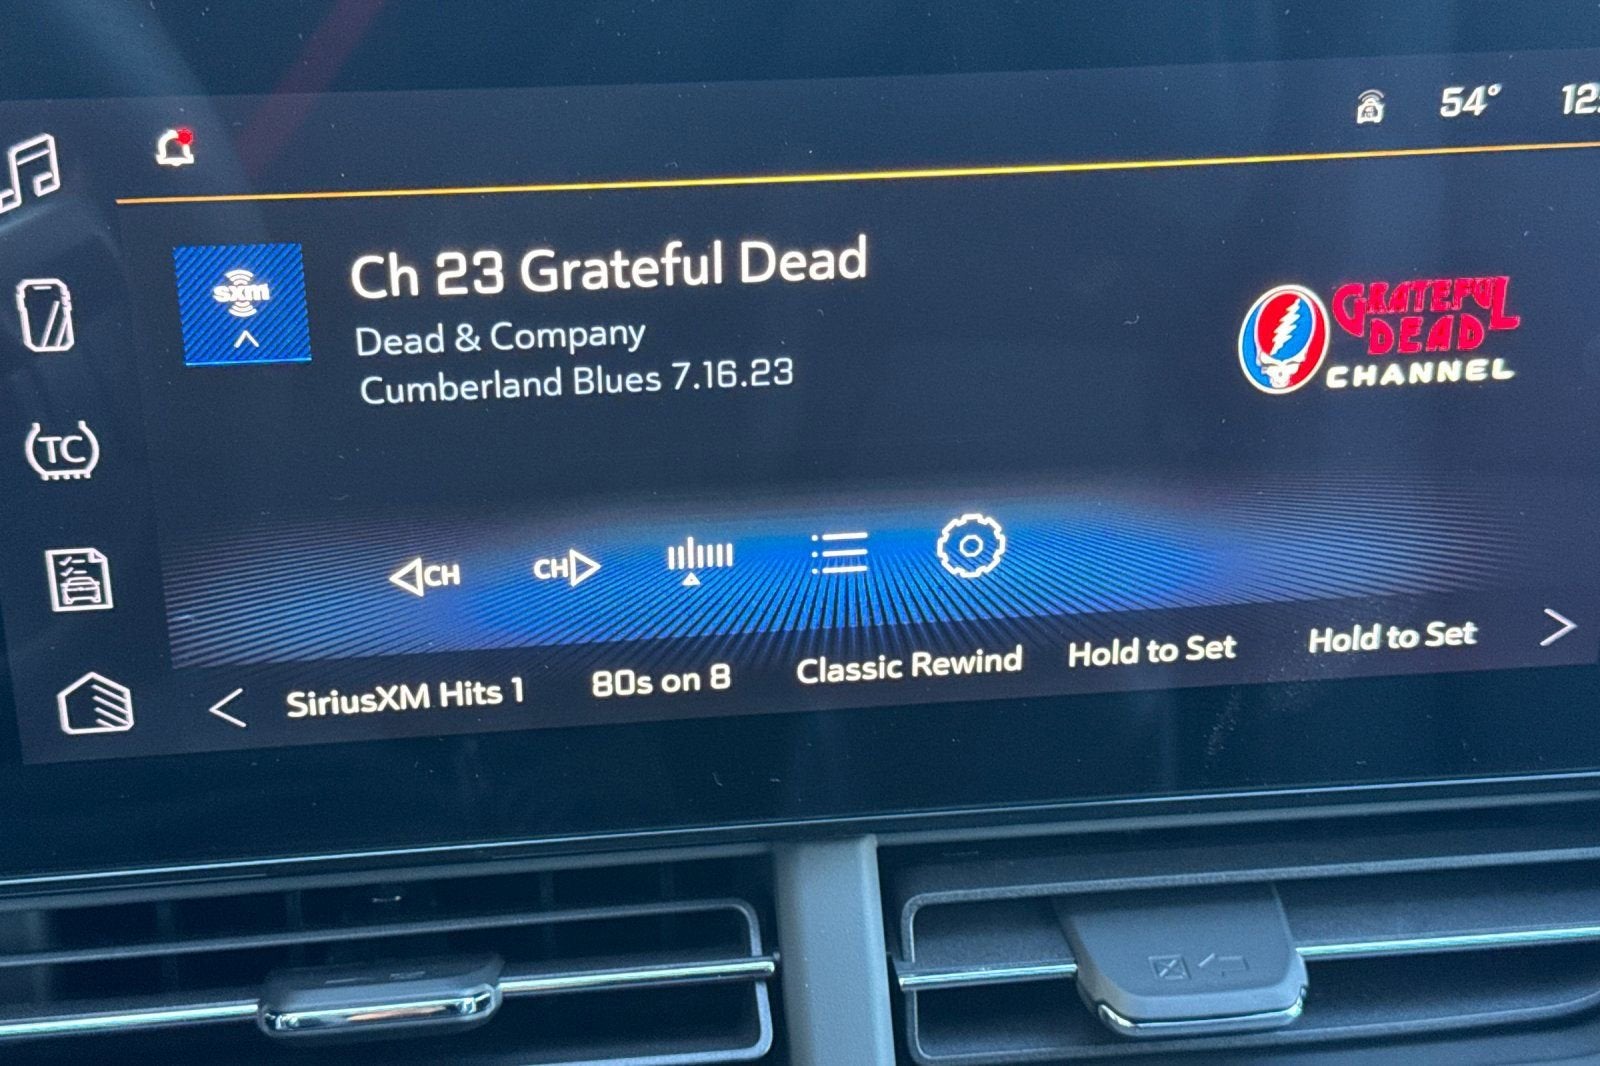 54°
sxm
Ch 23 Grateful Dead
Dead & Company
Cumberland Blues 7.16.23
GRATEFUL
DEAD
CHANNEL
TC
CH
CH
SiriusXM Hits 1
80s on 8
Classic Rewind
Hold to Set
Hold to Set